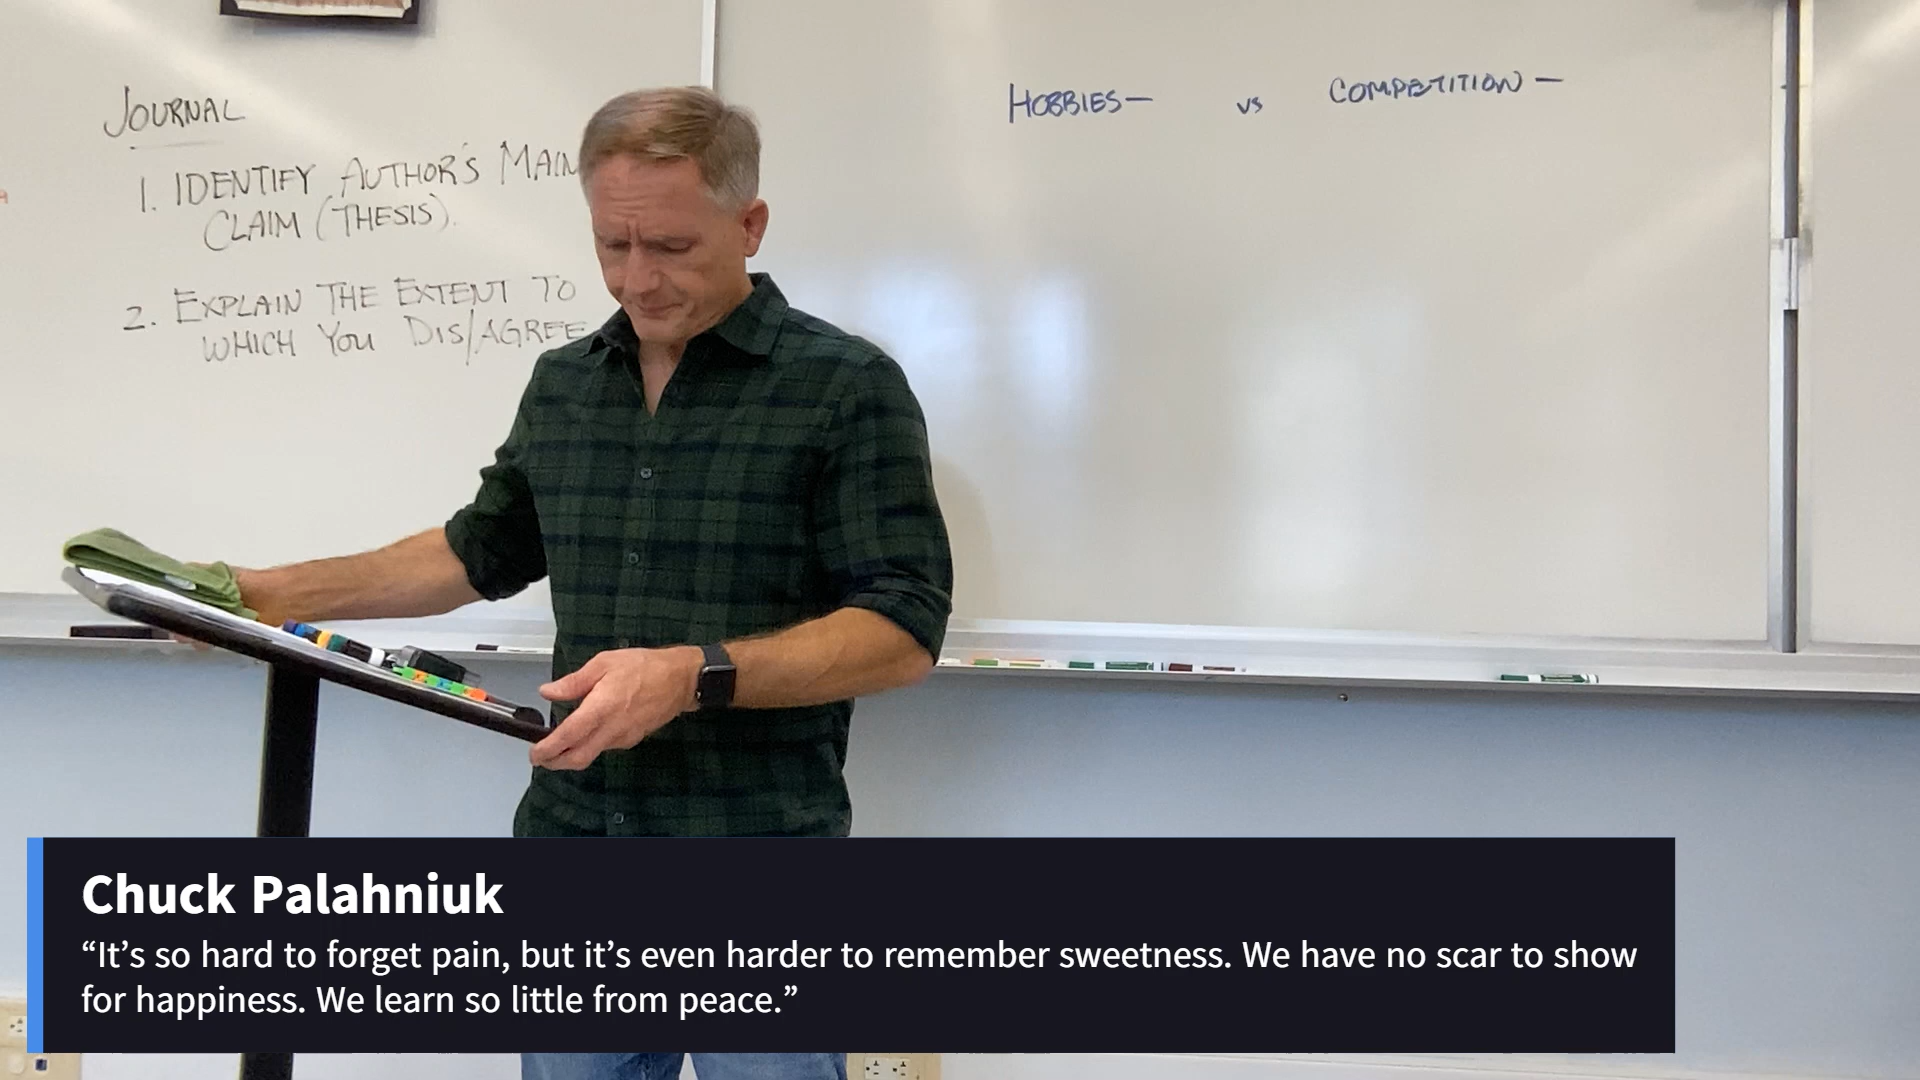 JOURNAL
1. IDENTIFY AUTHOR'S MAIN
CLAIM (THESIS).
2. EXPLAIN THE EXTENT TO
WHICH YOU DIS/AGREE
HOBBIES— vs COMPETITION —
Chuck Palahniuk
“It’s so hard to forget pain, but it’s even harder to remember sweetness. We have no scar to show
for happiness. We learn so little from peace.”